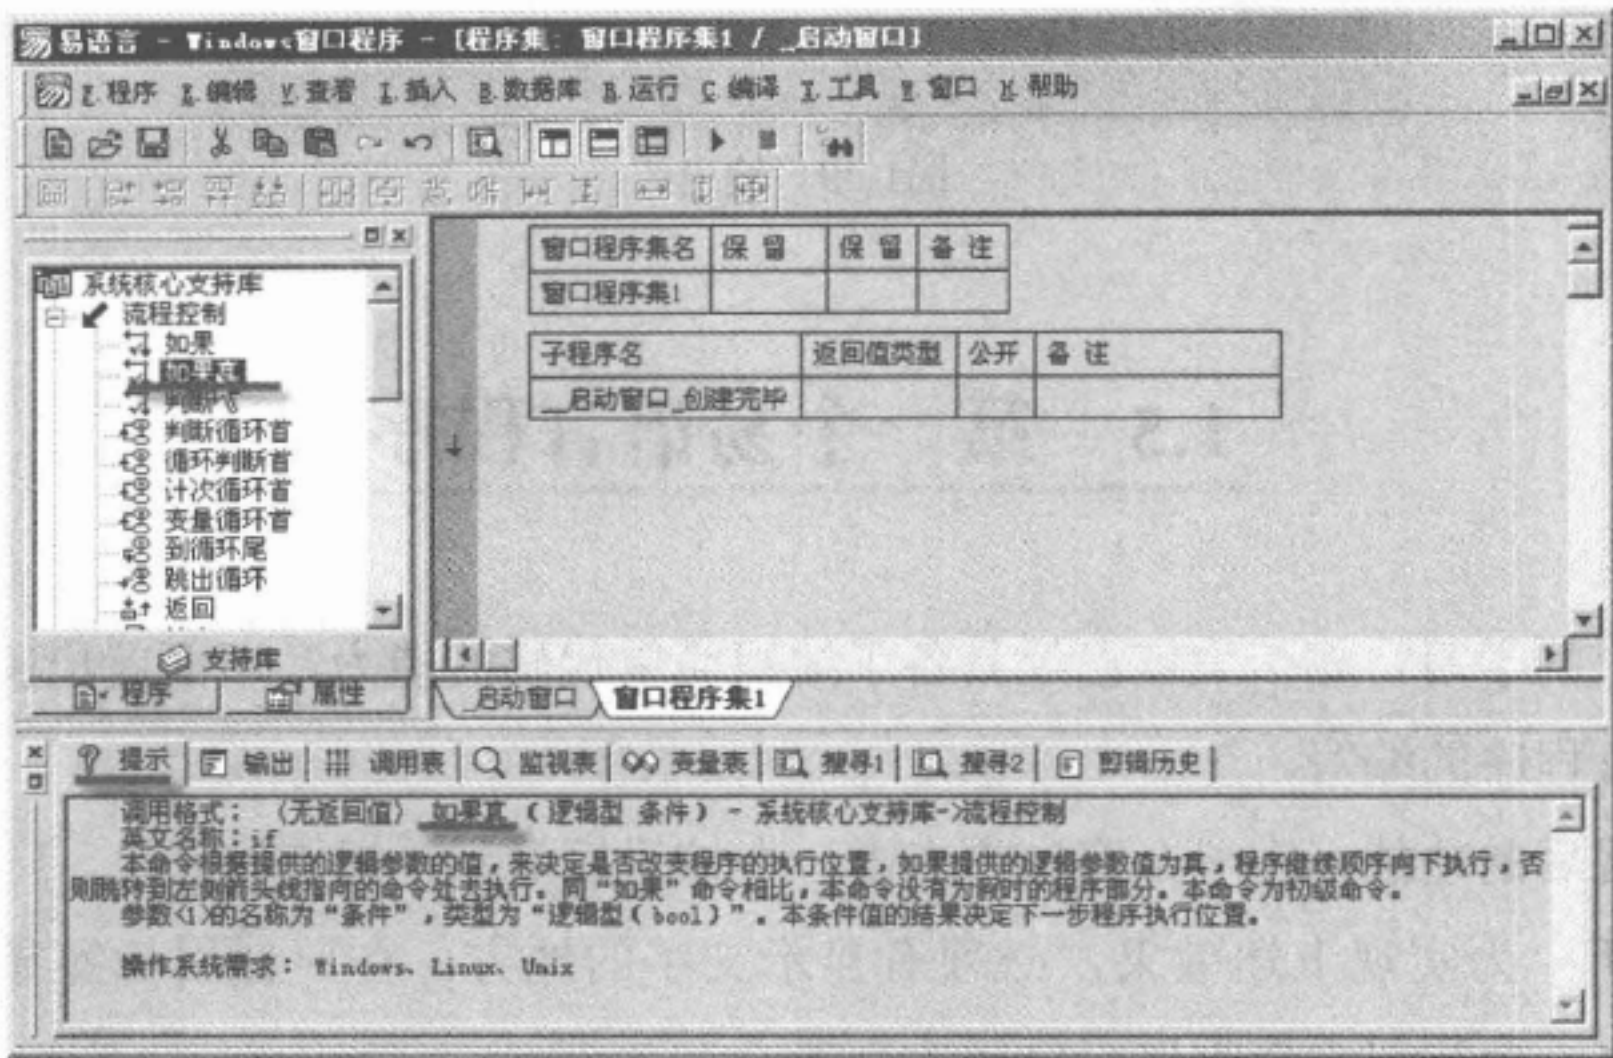 易语言 - Windows窗口程序 - [程序集: 窗口程序集1 / _启动窗口]
F.程序 E.编辑 V.查看 I.插入 B.数据库 R.运行 C.编译 T.工具 W.窗口 H.帮助
窗口程序集名 保 留 保 留 备 注
窗口程序集1
子程序名 返回值类型 公开 备 注
__启动窗口_创建完毕
系统核心支持库
流程控制
如果
如果真
判断
判断循环首
循环判断首
计次循环首
变量循环首
到循环尾
跳出循环
返回
支持库
程序 属性
_启动窗口 窗口程序集1
提示 输出 调用表 监视表 变量表 搜寻1 搜寻2 剪辑历史
调用格式: 〈无返回值〉 如果真 (逻辑型 条件) - 系统核心支持库->流程控制
英文名称:if
本命令根据提供的逻辑参数的值,来决定是否改变程序的执行位置,如果提供的逻辑参数值为真,程序继续顺序向下执行,否
则跳转到左侧箭头线指向的命令处去执行。同“如果”命令相比,本命令没有为假时的程序部分。本命令为初级命令。
参数<1>的名称为“条件”,类型为“逻辑型(bool)”。本条件值的结果决定下一步程序执行位置。
操作系统需求: Windows、Linux、Unix